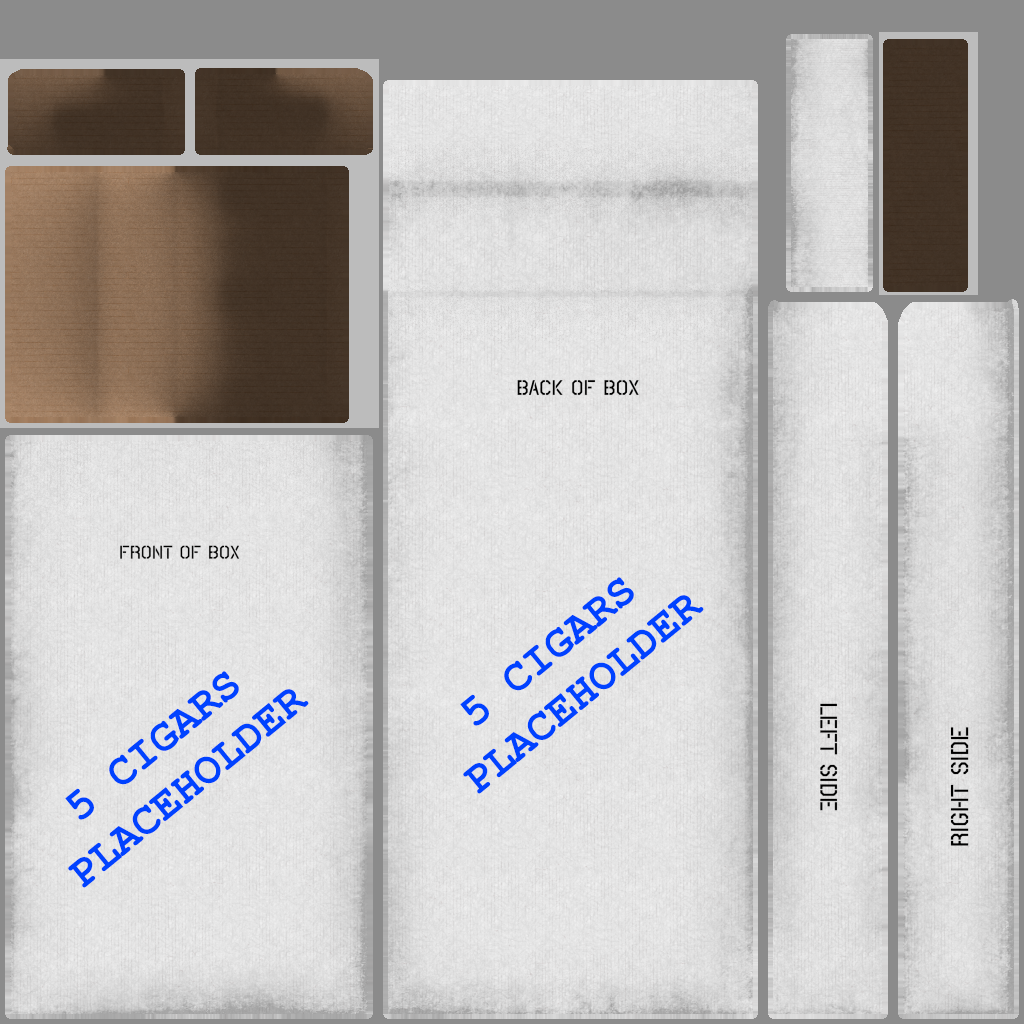 BACK OF BOX
FRONT OF BOX
5 CIGARS
PLACEHOLDER
5 CIGARS
PLACEHOLDER
LEFT SIDE
RIGHT SIDE